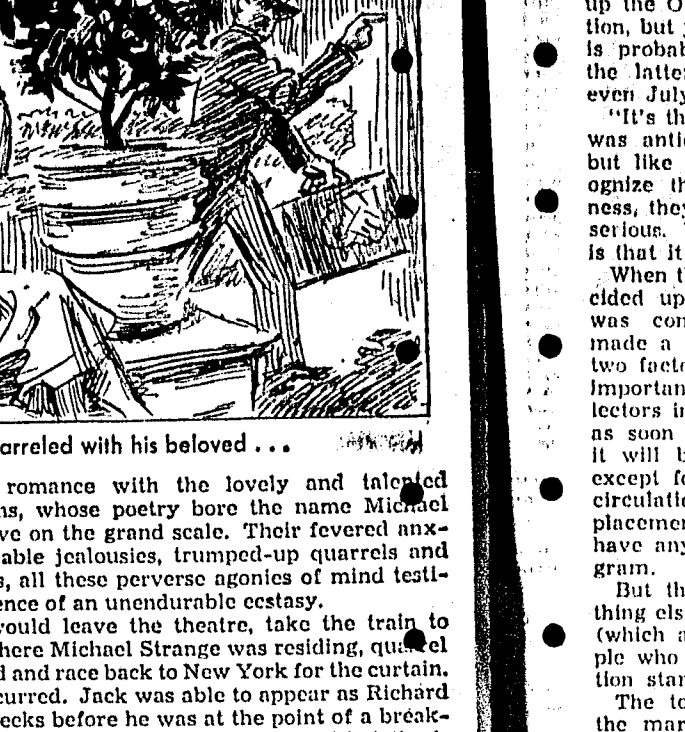 arreled with his beloved . . .
romance with the lovely and talented
ns, whose poetry bore the name Michael
ve on the grand scale. Their fevered anx-
able jealousies, trumped-up quarrels and
s, all these perverse agonies of mind testi-
ence of an unendurable ecstasy.
would leave the theatre, take the train to
here Michael Strange was residing, quarrel
d and race back to New York for the curtain.
curred. Jack was able to appear as Richard
eeks before he was at the point of a break-
up the O
tion, but
is probab
the latte
even July
"It's th
was antic
but like
ognize th
ness, they
serious.
is that it
When t
cided up
was con
made a
two facto
importan
lectors i
as soon
it will b
except fo
circulatio
placemen
have any
gram.
But th
thing els
(which a
ple who
tion star
The to
the mar